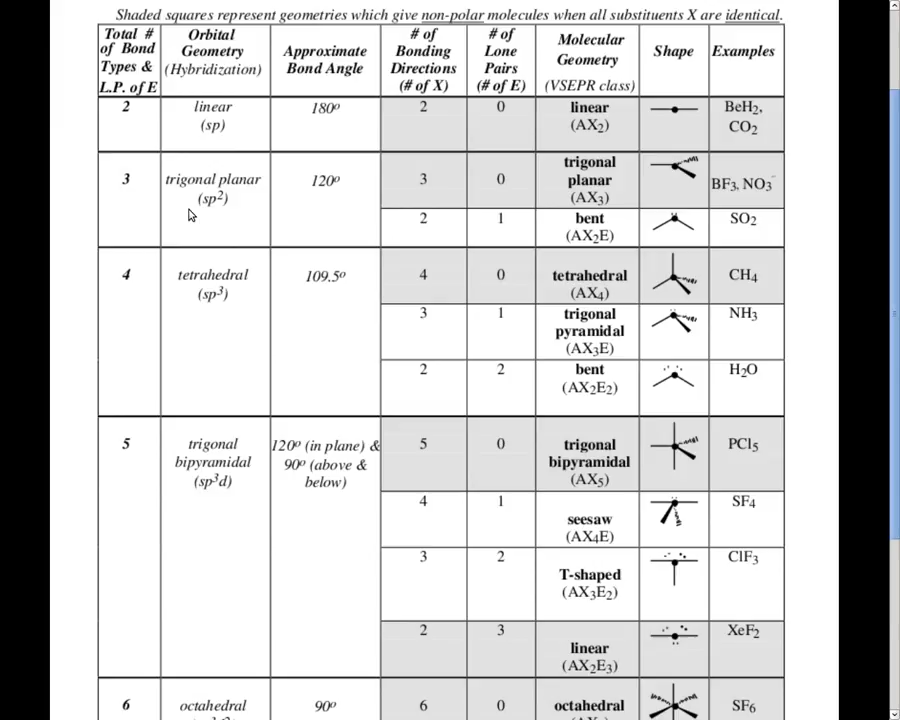 Shaded squares represent geometries which give non-polar molecules when all substituents X are identical.
Total # of Bond Types & L.P. of E
Orbital Geometry (Hybridization)
Approximate Bond Angle
# of Bonding Directions (# of X)
# of Lone Pairs (# of E)
Molecular Geometry (VSEPR class)
Shape
Examples
2 linear (sp) 180º 2 0 linear (AX2) BeH2, CO2
3 trigonal planar (sp2) 120º 3 0 trigonal planar (AX3) BF3, NO3-
2 1 bent (AX2E) SO2
4 tetrahedral (sp3) 109.5º 4 0 tetrahedral (AX4) CH4
3 1 trigonal pyramidal (AX3E) NH3
2 2 bent (AX2E2) H2O
5 trigonal bipyramidal (sp3d) 120º (in plane) & 90º (above & below) 5 0 trigonal bipyramidal (AX5) PCl5
4 1 seesaw (AX4E) SF4
3 2 T-shaped (AX3E2) ClF3
2 3 linear (AX2E3) XeF2
6 octahedral 90º 6 0 octahedral SF6